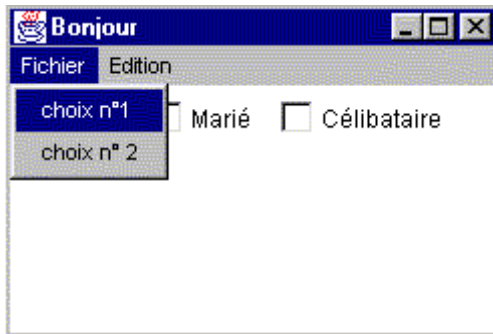 Bonjour
Fichier Edition
choix n°1
Marié Célibataire
choix n° 2